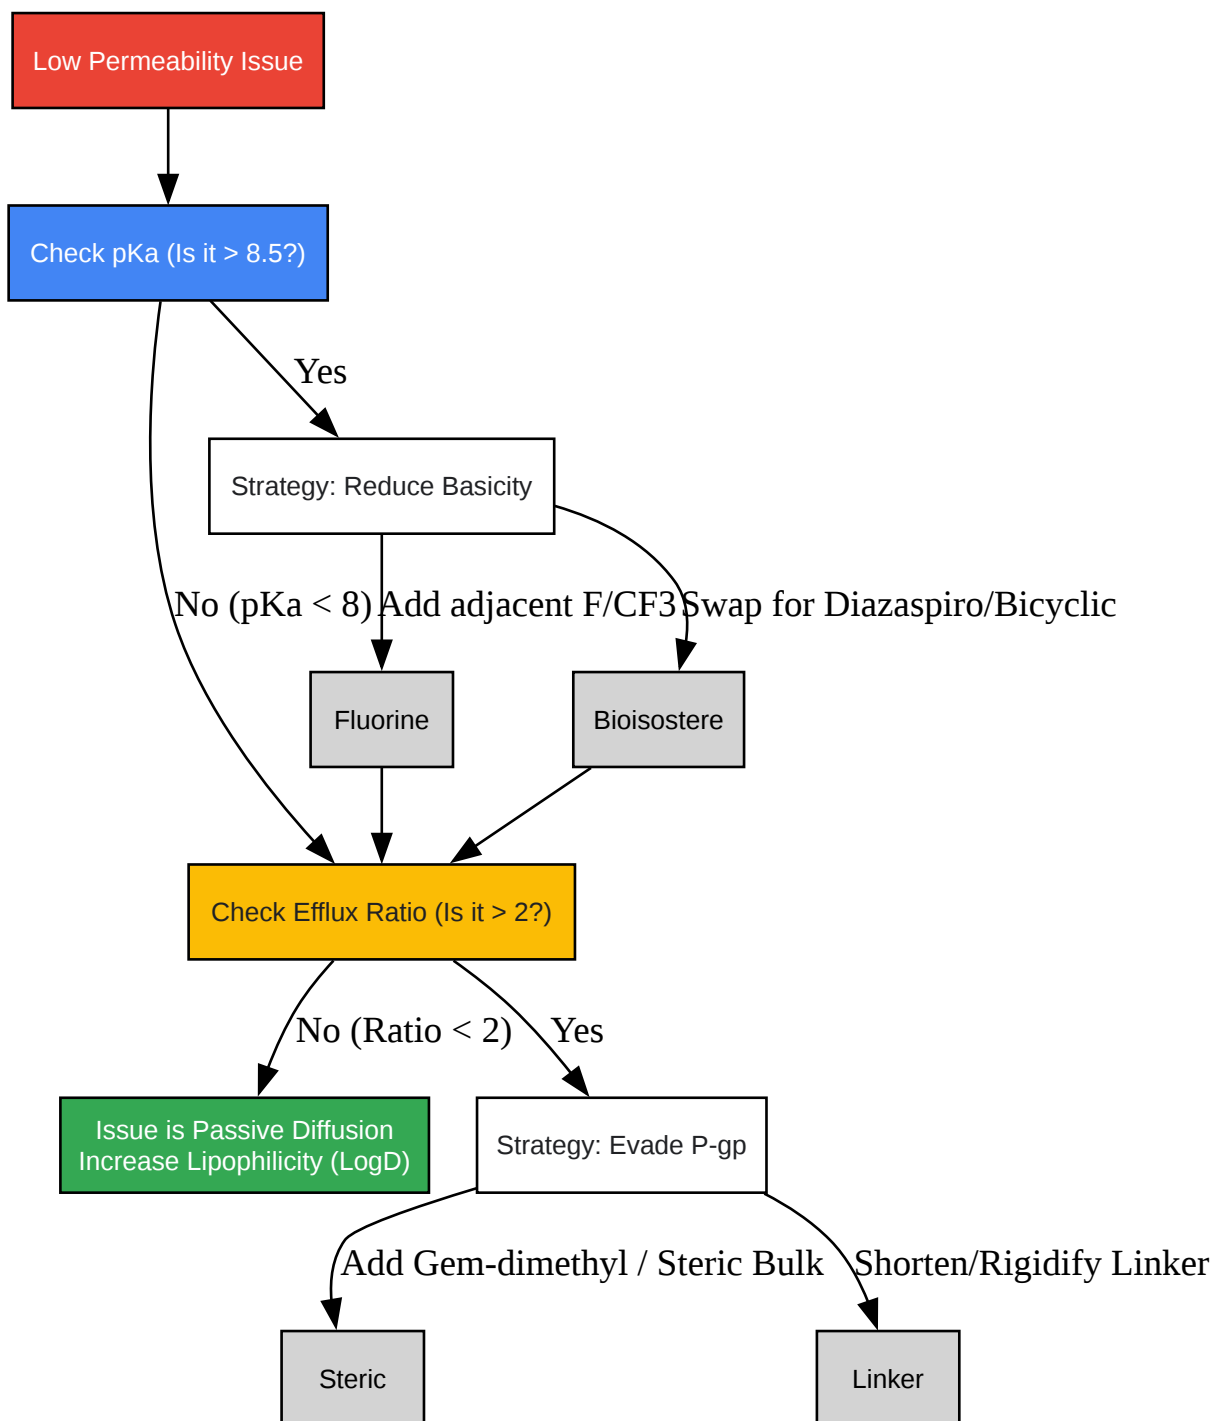 Low Permeability Issue
Check pKa (Is it > 8.5?)
Yes
Strategy: Reduce Basicity
No (pKa < 8)
Add adjacent F/CF3
Swap for Diazaspiro/Bicyclic
Fluorine
Bioisostere
Check Efflux Ratio (Is it > 2?)
No (Ratio < 2)
Yes
Issue is Passive Diffusion
Increase Lipophilicity (LogD)
Strategy: Evade P-gp
Add Gem-dimethyl / Steric Bulk
Shorten/Rigidify Linker
Steric
Linker